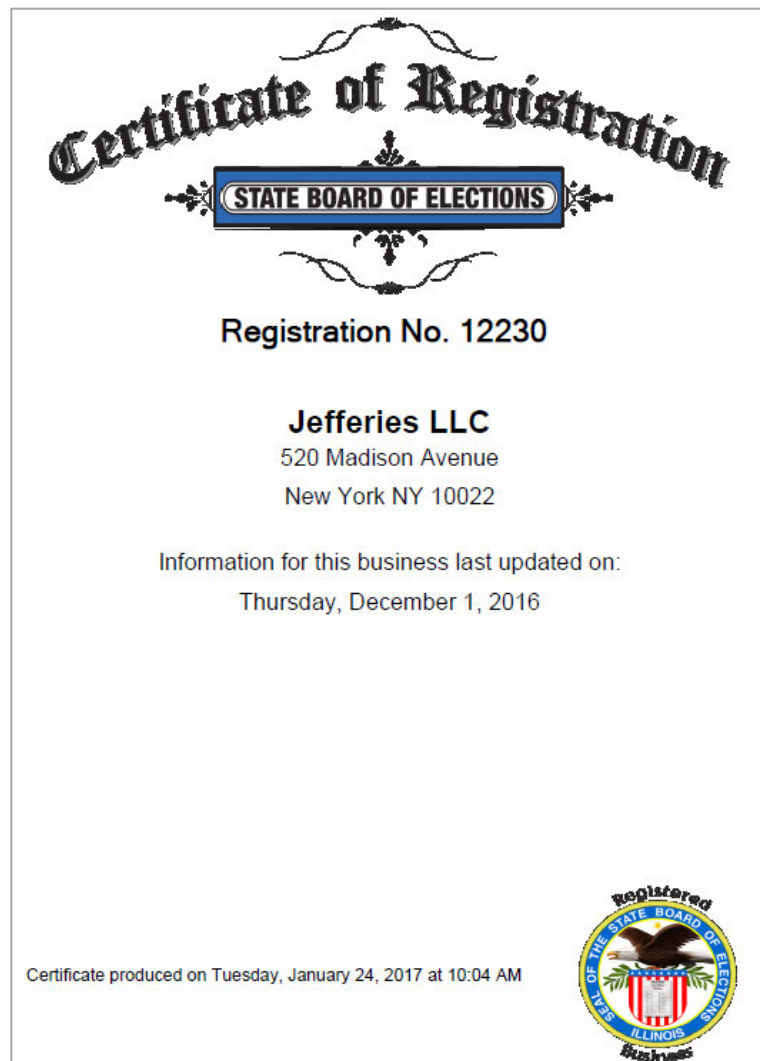 Certificate of Registration
STATE BOARD OF ELECTIONS
Registration No. 12230
Jefferies LLC
520 Madison Avenue
New York NY 10022
Information for this business last updated on:
Thursday, December 1, 2016
Certificate produced on Tuesday, January 24, 2017 at 10:04 AM
Registered
SEAL OF THE STATE BOARD OF ELECTIONS
ILLINOIS
Business